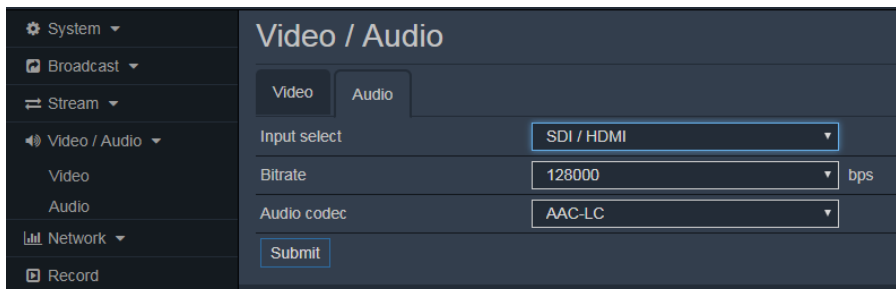 System
Broadcast
Stream
Video / Audio
Video
Audio
Network
Record
Video / Audio
Video Audio
Input select SDI / HDMI
Bitrate 128000 bps
Audio codec AAC-LC
Submit